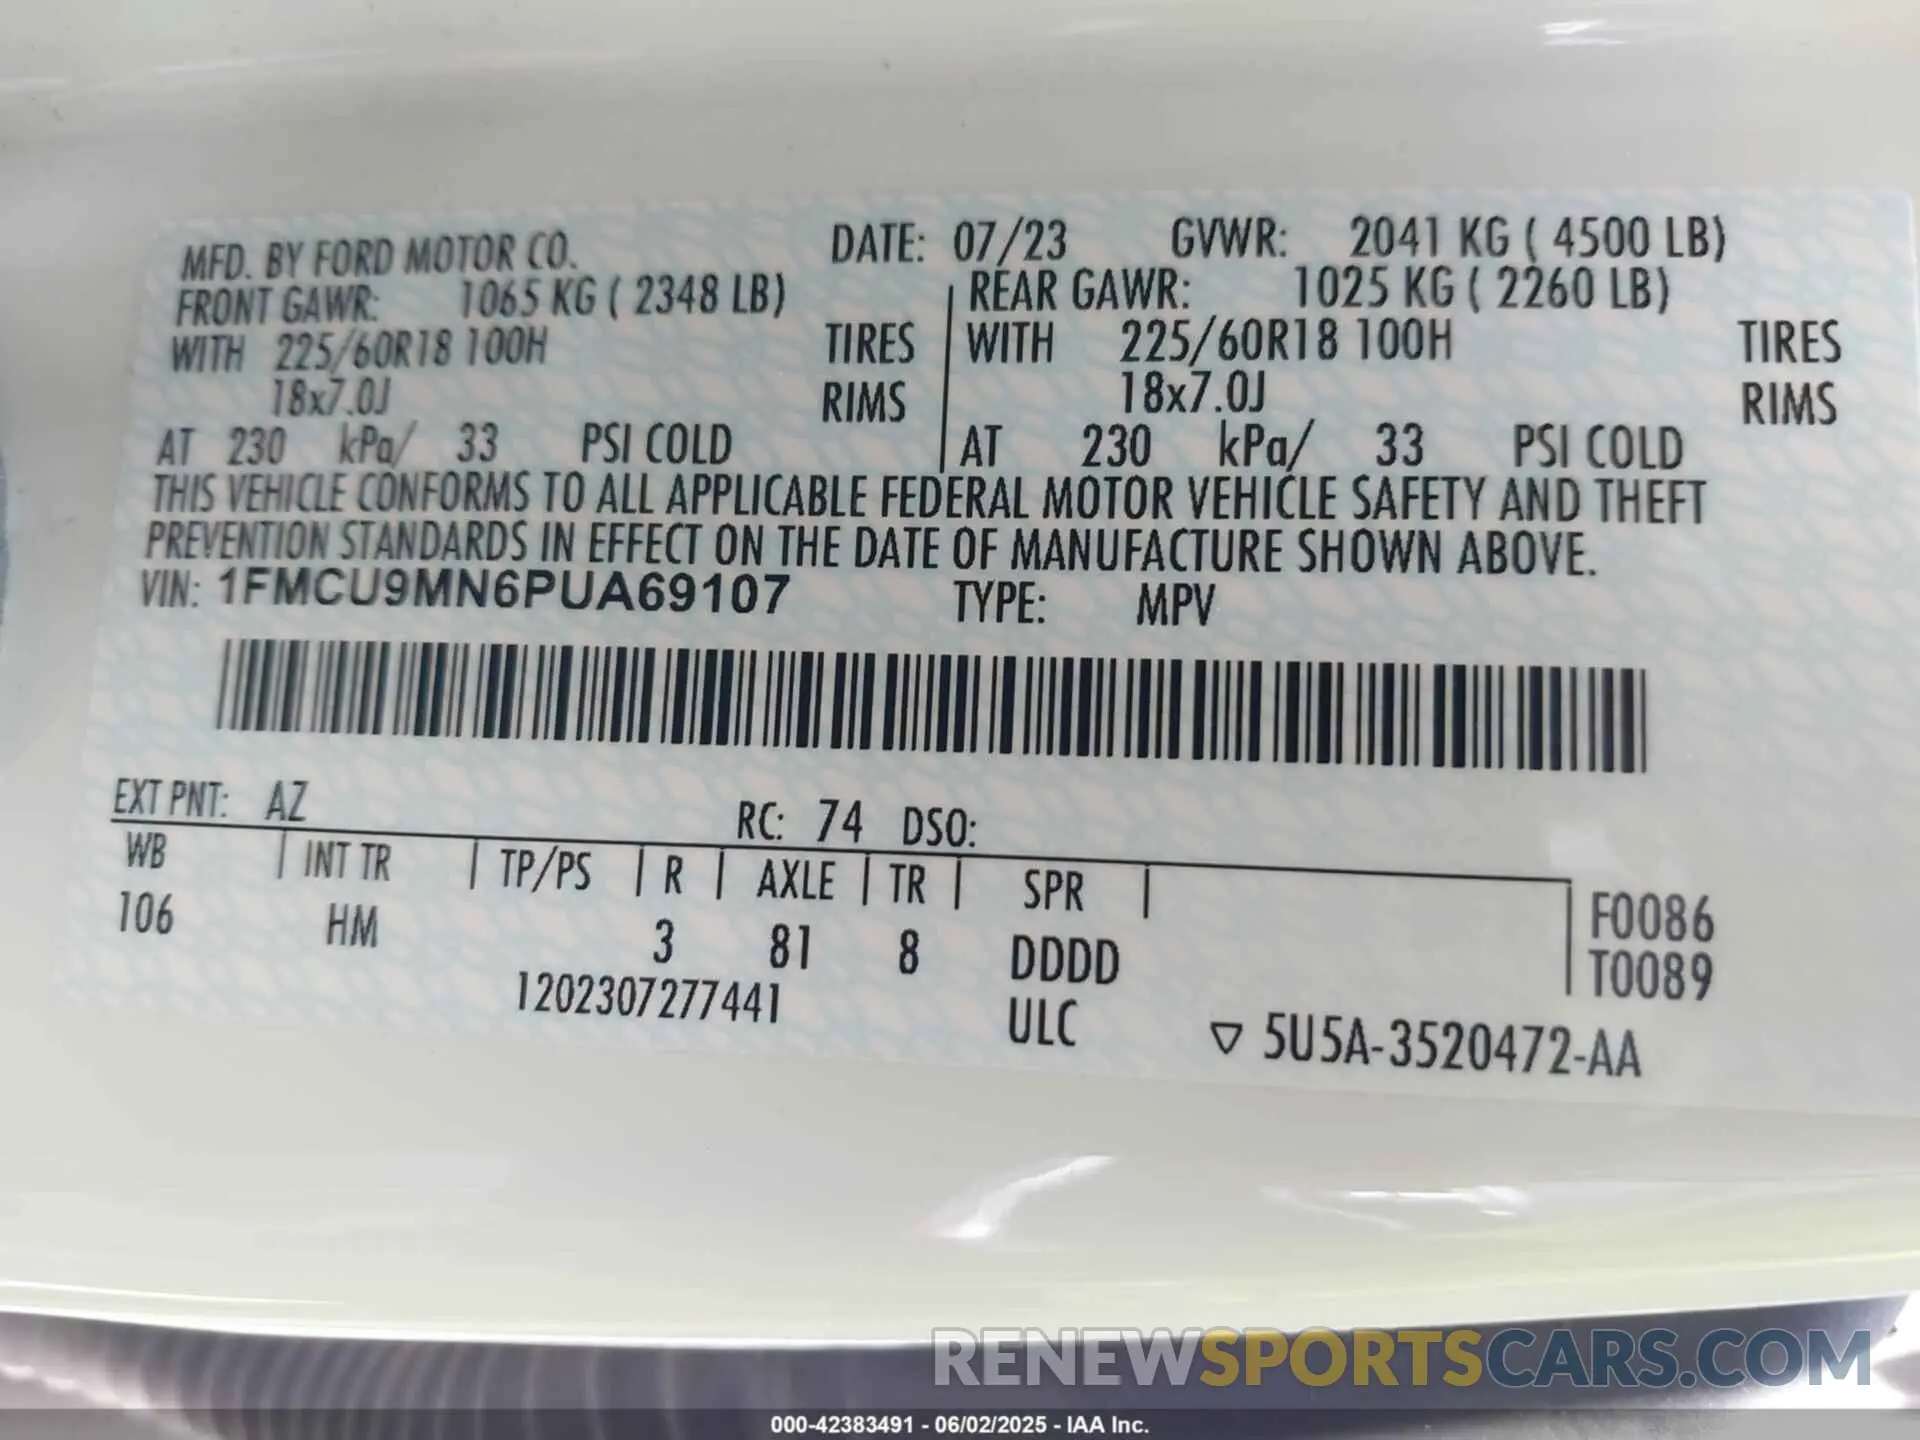 MFD. BY FORD MOTOR CO. DATE: 07/23 GVWR: 2041 KG ( 4500 LB)
FRONT GAWR: 1065 KG ( 2348 LB) REAR GAWR: 1025 KG ( 2260 LB)
WITH 225/60R18 100H TIRES WITH 225/60R18 100H TIRES
18x7.0J RIMS 18x7.0J RIMS
AT 230 kPa/ 33 PSI COLD AT 230 kPa/ 33 PSI COLD
THIS VEHICLE CONFORMS TO ALL APPLICABLE FEDERAL MOTOR VEHICLE SAFETY AND THEFT
PREVENTION STANDARDS IN EFFECT ON THE DATE OF MANUFACTURE SHOWN ABOVE.
VIN: 1FMCU9MN6PUA69107 TYPE: MPV
EXT PNT: AZ RC: 74 DSO:
WB INT TR TP/PS R AXLE TR SPR
106 HM 3 81 8 DDDD
F0086
T0089
1202307277441 ULC ▽ 5U5A-3520472-AA
RENEWSPORTSCARS.COM
000-42383491 - 06/02/2025 - IAA Inc.